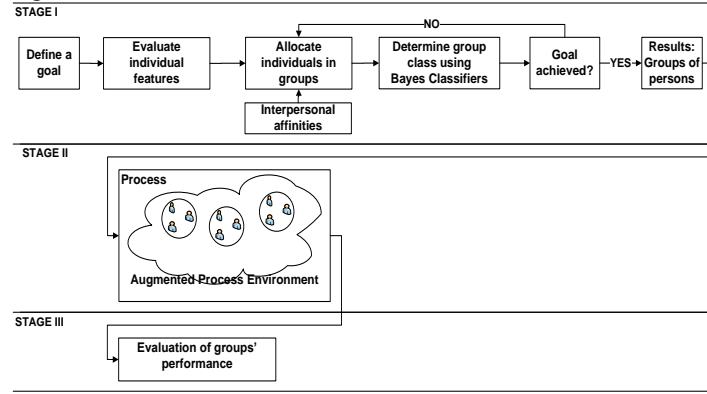 STAGE I
NO
Define a
goal
Evaluate
individual
features
Allocate
individuals in
groups
Determine group
class using
Bayes Classifiers
Goal
achieved?
YES
Results:
Groups of
persons
Interpersonal
affinities
STAGE II
Process
Augmented Process Environment
STAGE III
Evaluation of groups'
performance